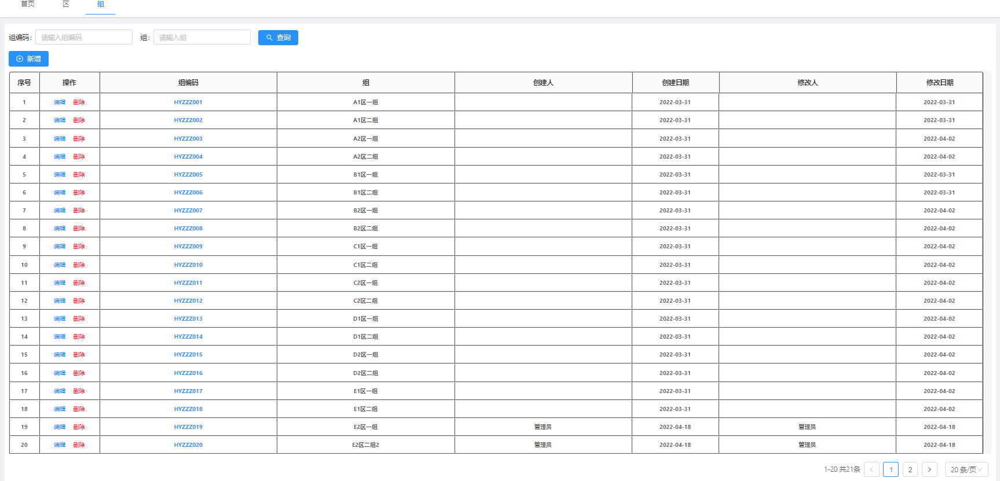 首页 区 组
组编码: 请输入组编码 组: 请输入组 查询
新增
序号 操作 组编码 组 创建人 创建日期 修改人 修改日期
1 编辑 删除 HYZZZ001 A1区一组 2022-03-31 2022-03-31
2 编辑 删除 HYZZZ002 A1区二组 2022-03-31 2022-03-31
3 编辑 删除 HYZZZ003 A2区一组 2022-03-31 2022-04-02
4 编辑 删除 HYZZZ004 A2区二组 2022-03-31 2022-04-02
5 编辑 删除 HYZZZ005 B1区一组 2022-03-31 2022-03-31
6 编辑 删除 HYZZZ006 B1区二组 2022-03-31 2022-03-31
7 编辑 删除 HYZZZ007 B2区一组 2022-03-31 2022-04-02
8 编辑 删除 HYZZZ008 B2区二组 2022-03-31 2022-04-02
9 编辑 删除 HYZZZ009 C1区一组 2022-03-31 2022-04-02
10 编辑 删除 HYZZZ010 C1区二组 2022-03-31 2022-04-02
11 编辑 删除 HYZZZ011 C2区一组 2022-03-31 2022-04-02
12 编辑 删除 HYZZZ012 C2区二组 2022-03-31 2022-04-02
13 编辑 删除 HYZZZ013 D1区一组 2022-03-31 2022-04-02
14 编辑 删除 HYZZZ014 D1区二组 2022-03-31 2022-04-02
15 编辑 删除 HYZZZ015 D2区一组 2022-03-31 2022-04-02
16 编辑 删除 HYZZZ016 D2区二组 2022-03-31 2022-04-02
17 编辑 删除 HYZZZ017 E1区一组 2022-03-31 2022-04-02
18 编辑 删除 HYZZZ018 E1区二组 2022-03-31 2022-04-02
19 编辑 删除 HYZZZ019 E2区一组 管理员 2022-04-18 管理员 2022-04-18
20 编辑 删除 HYZZZ020 E2区二组2 管理员 2022-04-18 管理员 2022-04-18
1-20 共21条 < 1 2 > 20 条/页